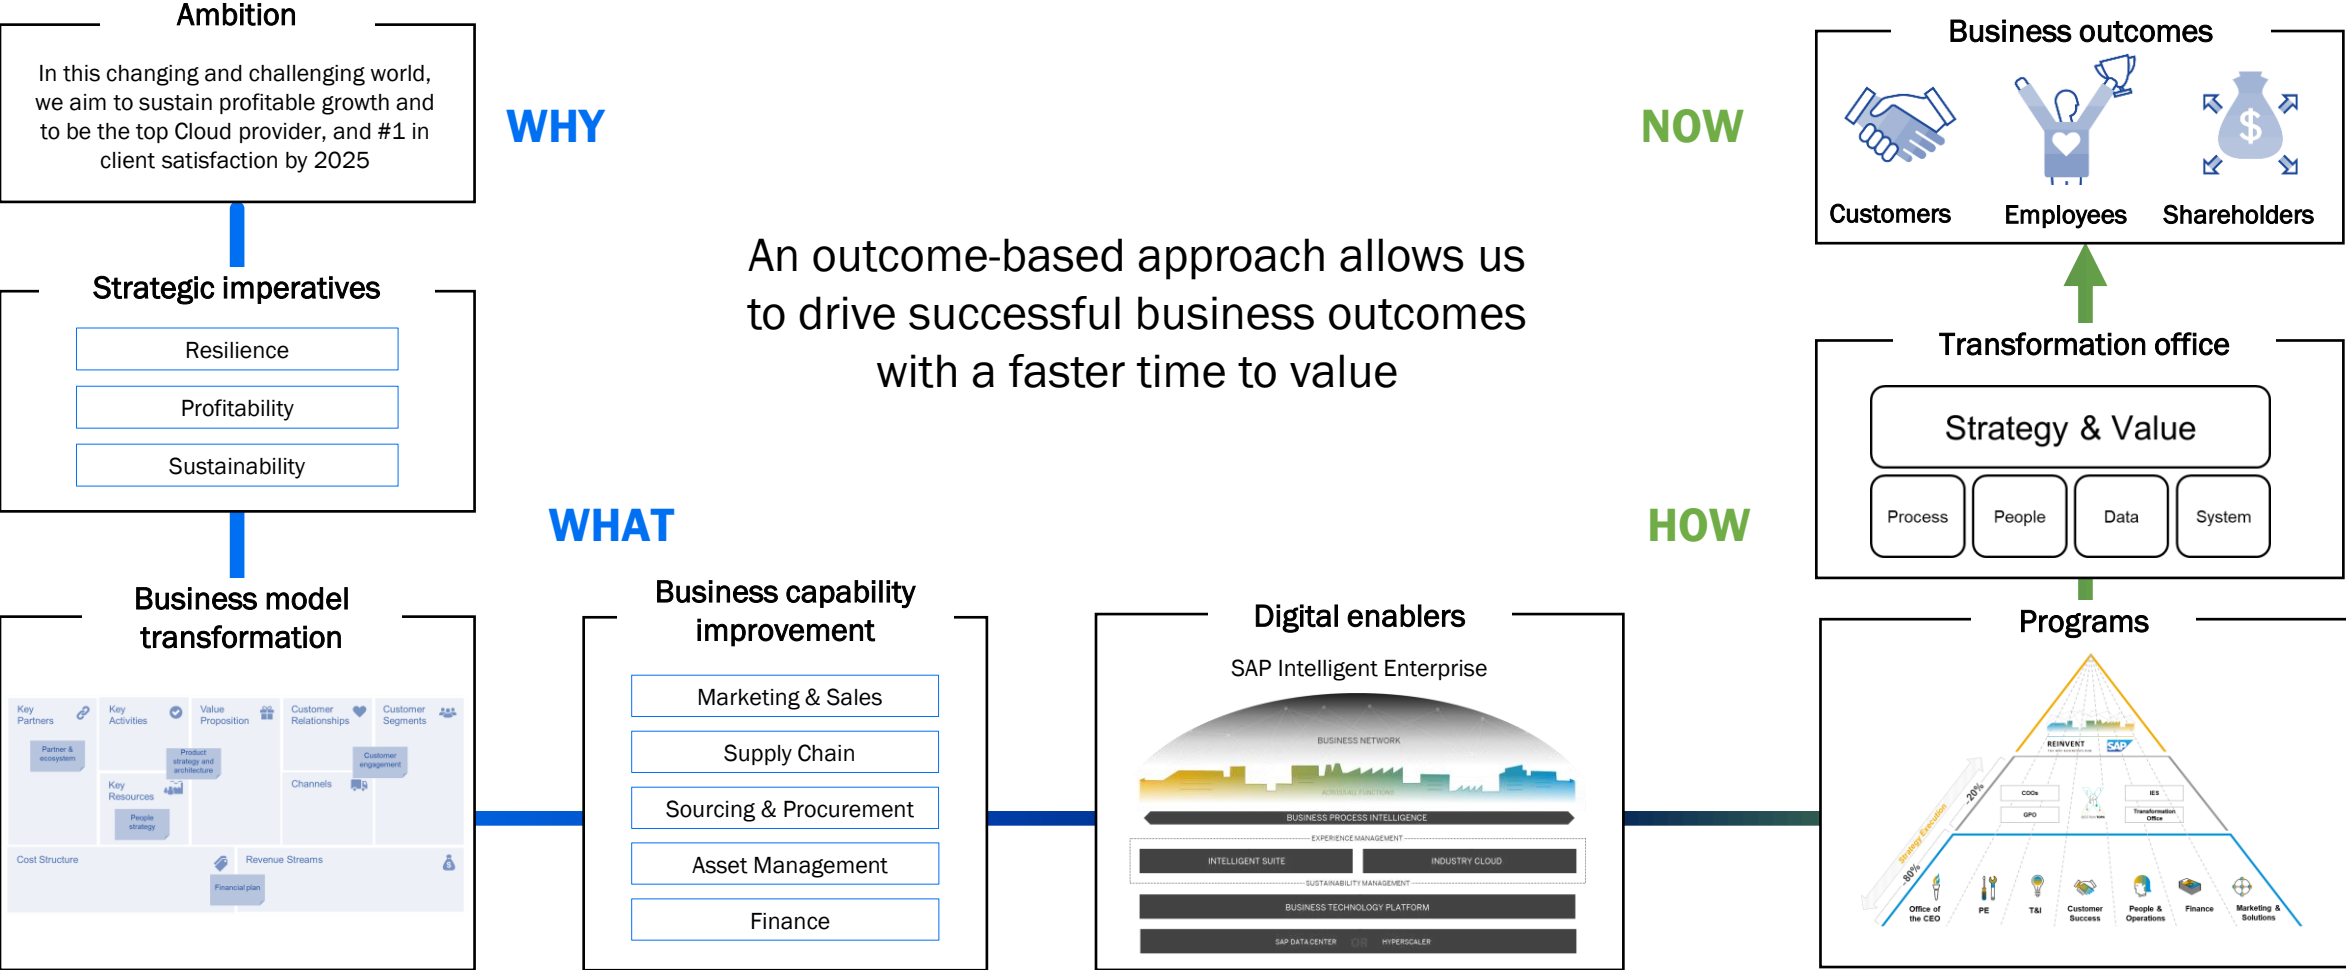 Ambition
In this changing and challenging world,
we aim to sustain profitable growth and
to be the top Cloud provider, and #1 in
client satisfaction by 2025
WHY
NOW
Business outcomes
Customers
Employees
Shareholders
An outcome-based approach allows us
to drive successful business outcomes
with a faster time to value
Strategic imperatives
Resilience
Profitability
Sustainability
WHAT
HOW
Transformation office
Strategy & Value
Process
People
Data
System
Business model
transformation
Key
Partners
Key
Activities
Value
Proposition
Customer
Relationships
Customer
Segments
Partner &
ecosystem
Product
strategy and
architecture
Customer
engagement
Key
Resources
Channels
People
strategy
Cost Structure
Revenue Streams
Financial plan
Business capability
improvement
Marketing & Sales
Supply Chain
Sourcing & Procurement
Asset Management
Finance
Digital enablers
SAP Intelligent Enterprise
BUSINESS NETWORK
ACROSS ALL FUNCTIONS
BUSINESS PROCESS INTELLIGENCE
EXPERIENCE MANAGEMENT
INTELLIGENT SUITE
INDUSTRY CLOUD
SUSTAINABILITY MANAGEMENT
BUSINESS TECHNOLOGY PLATFORM
SAP DATA CENTER OR HYPERSCALER
Programs
REINVENT
SAP
COOs
IES
GPO
Transformation
Office
Strategy Execution
~20%
~80%
Office of
the CEO
PE
T&I
Customer
Success
People &
Operations
Finance
Marketing &
Solutions